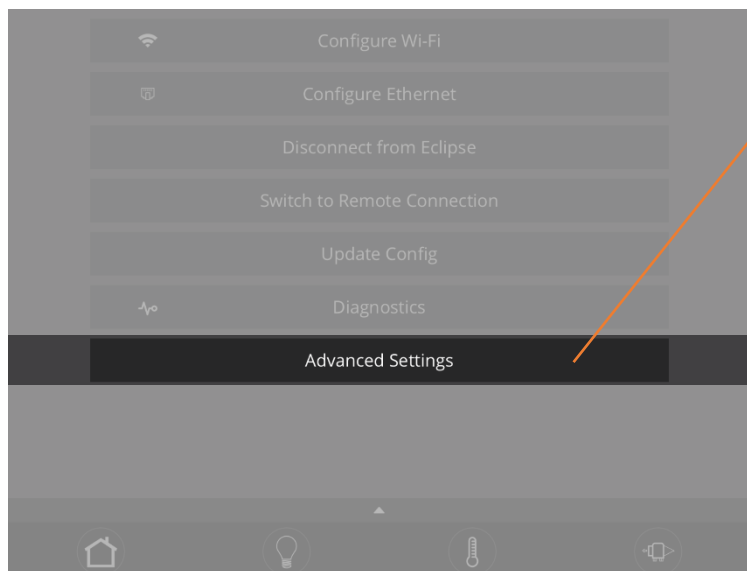 Configure Wi-Fi
Configure Ethernet
Disconnect from Eclipse
Switch to Remote Connection
Update Config
Diagnostics
Advanced Settings